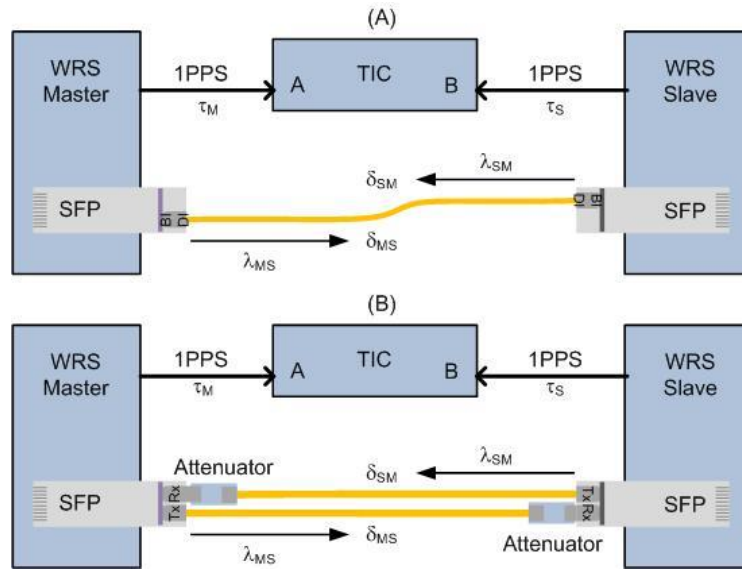 (A)
WRS
Master
1PPS
τM
A
TIC
B
1PPS
τS
WRS
Slave
SFP
BI
DI
δSM
λSM
λMS
δMS
BI
DI
SFP
(B)
WRS
Master
1PPS
τM
A
TIC
B
1PPS
τS
WRS
Slave
Attenuator
SFP
Rx
Tx
δSM
λSM
λMS
δMS
Tx
Rx
SFP
Attenuator